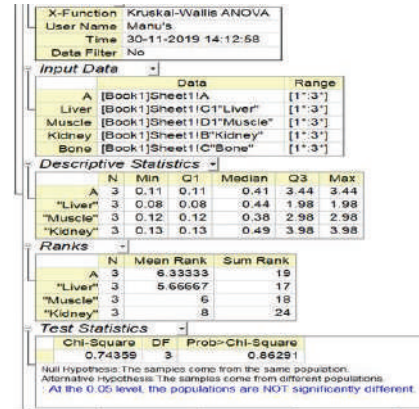 X-Function Kruskal-Wallis ANOVA
User Name Manu's
Time 30-11-2019 14:12:58
Data Filter No
Input Data
Data Range
A [Book1]Sheet1!A [1*:3*]
Liver [Book1]Sheet1!C1"Liver" [1*:3*]
Muscle [Book1]Sheet1!D1"Muscle" [1*:3*]
Kidney [Book1]Sheet1!B"Kidney" [1*:3*]
Bone [Book1]Sheet1!C"Bone" [1*:3*]
Descriptive Statistics
N Min Q1 Median Q3 Max
A 3 0.11 0.11 0.41 3.44 3.44
"Liver" 3 0.08 0.08 0.44 1.98 1.98
"Muscle" 3 0.12 0.12 0.38 2.98 2.98
"Kidney" 3 0.13 0.13 0.49 3.98 3.98
Ranks
N Mean Rank Sum Rank
A 3 6.33333 19
"Liver" 3 5.66667 17
"Muscle" 3 6 18
"Kidney" 3 8 24
Test Statistics
Chi-Square DF Prob>Chi-Square
0.74359 3 0.86291
Null Hypothesis:The samples come from the same population.
Alternative Hypothesis:The samples come from different populations.
: At the 0.05 level, the populations are NOT significantly different.